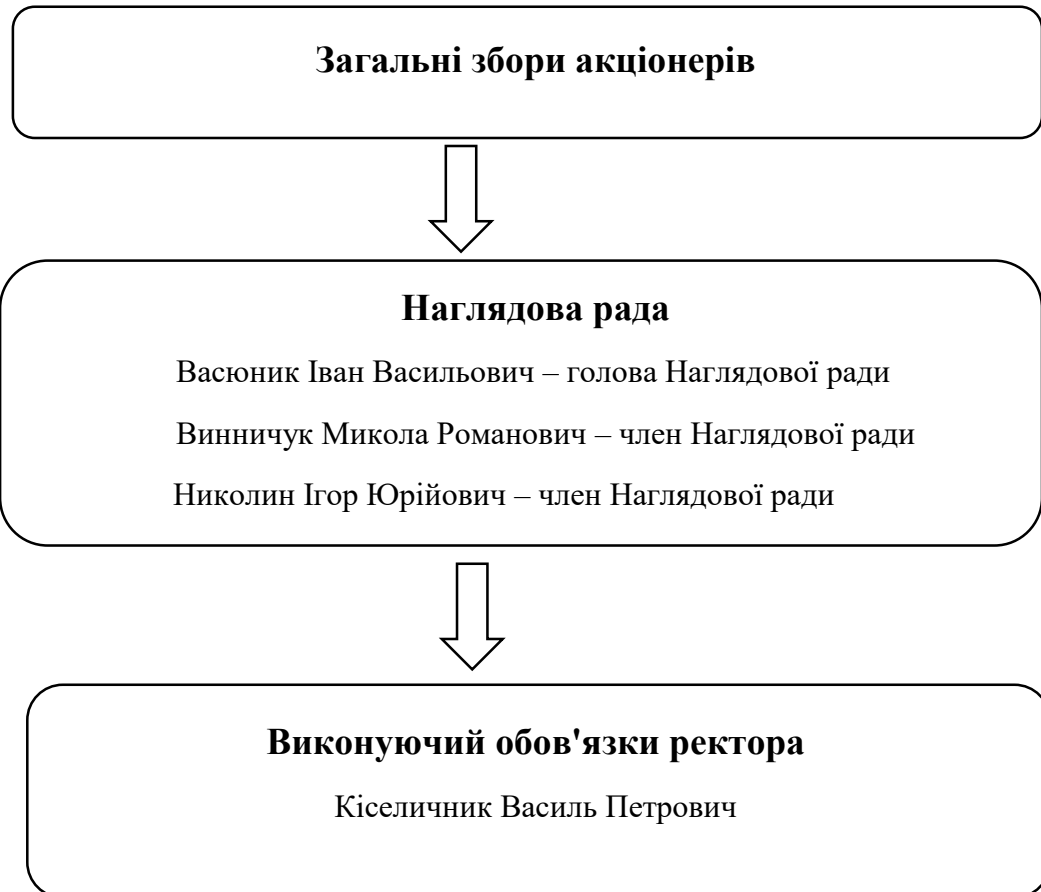 Загальні збори акціонерів
Наглядова рада
Васюник Іван Васильович – голова Наглядової ради
Винничук Микола Романович – член Наглядової ради
Николин Ігор Юрійович – член Наглядової ради
Виконуючий обов'язки ректора
Кіселичник Василь Петрович